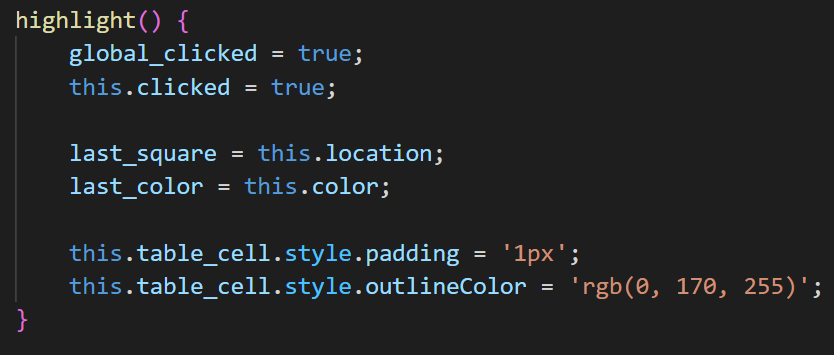 highlight() {
    global_clicked = true;
    this.clicked = true;

    last_square = this.location;
    last_color = this.color;

    this.table_cell.style.padding = '1px';
    this.table_cell.style.outlineColor = 'rgb(0, 170, 255)';
}